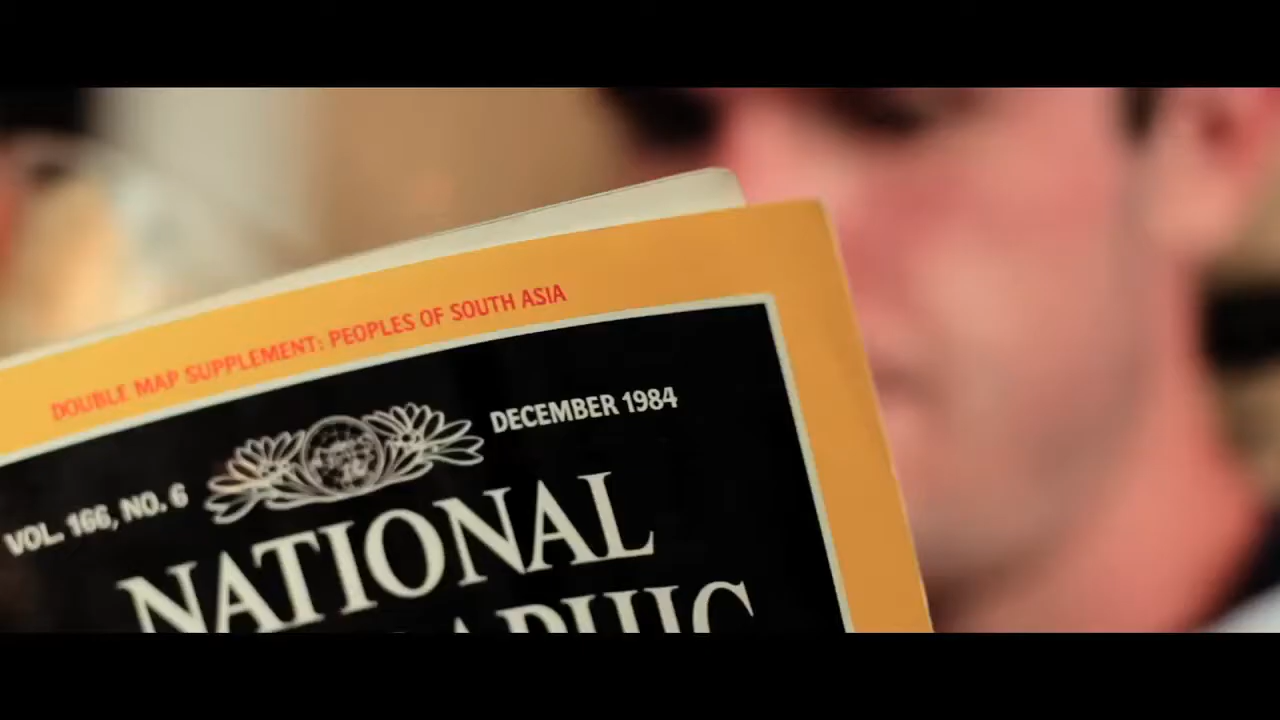 DOUBLE MAP SUPPLEMENT: PEOPLES OF SOUTH ASIA
VOL. 166, NO. 6
DECEMBER 1984
NATIONAL